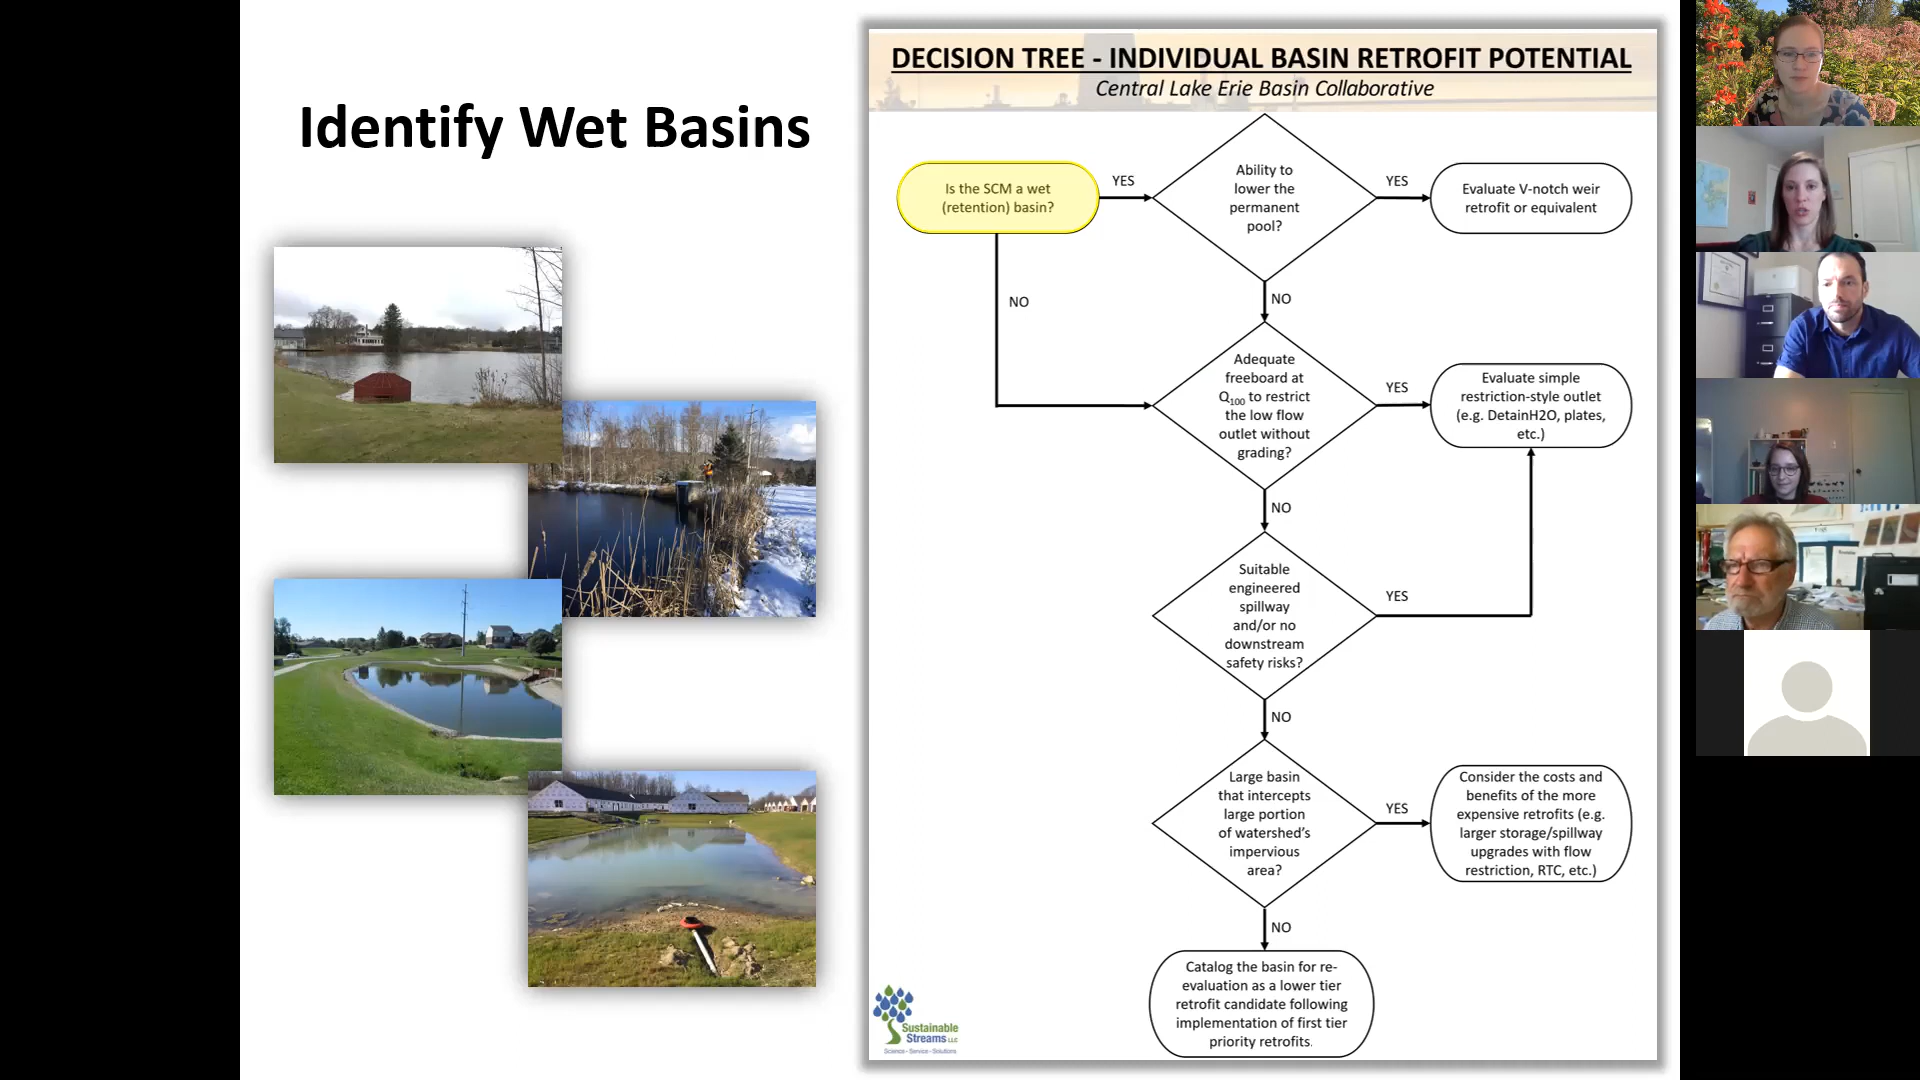 Identify Wet Basins
DECISION TREE - INDIVIDUAL BASIN RETROFIT POTENTIAL
Central Lake Erie Basin Collaborative
Is the SCM a wet
(retention) basin?
YES
Ability to
lower the
permanent
pool?
YES
Evaluate V-notch weir
retrofit or equivalent
NO
NO
Adequate
freeboard at
Q100 to restrict
the low flow
outlet without
grading?
YES
Evaluate simple
restriction-style outlet
(e.g. DetainH2O, plates,
etc.)
NO
Suitable
engineered
spillway
and/or no
downstream
safety risks?
YES
NO
Large basin
that intercepts
large portion
of watershed’s
impervious
area?
YES
Consider the costs and
benefits of the more
expensive retrofits (e.g.
larger storage/spillway
upgrades with flow
restriction, RTC, etc.)
NO
Catalog the basin for re-
evaluation as a lower tier
retrofit candidate following
implementation of first tier
priority retrofits.
Sustainable
Streams LLC
Science – Service – Solutions